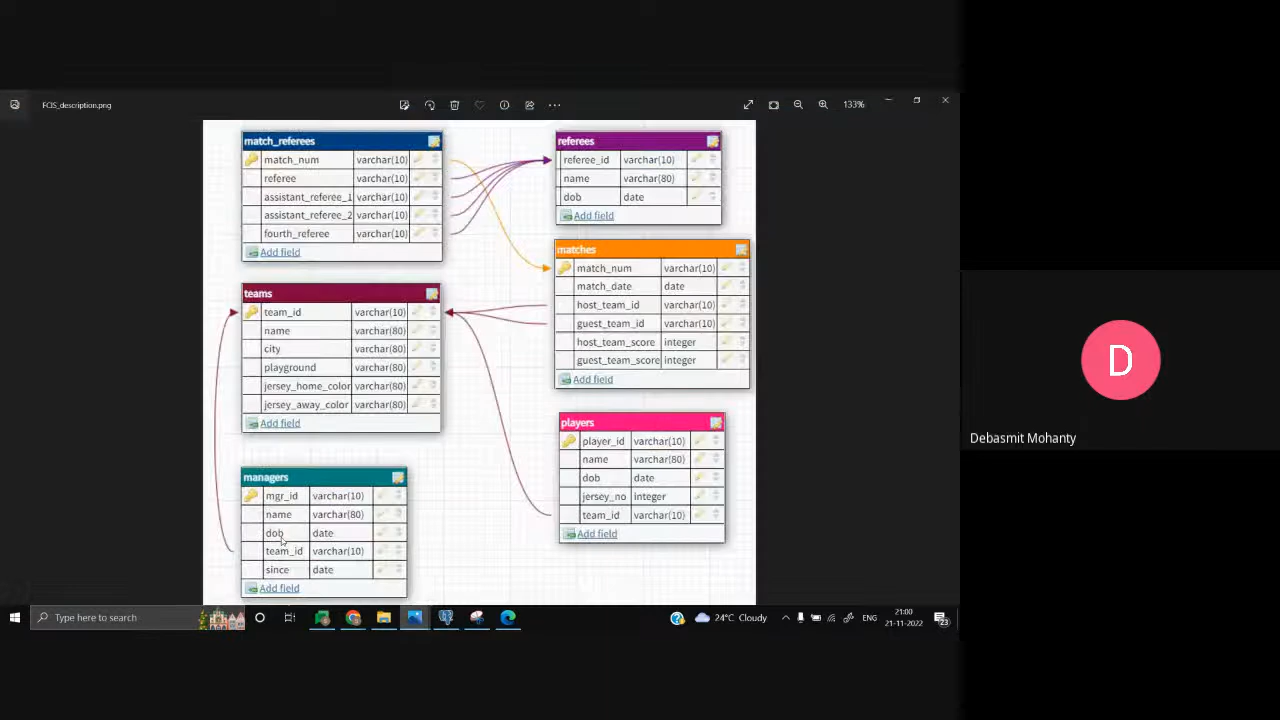 FCIS_description.png
133%
match_referees
match_num varchar(10)
referee varchar(10)
assistant_referee_1 varchar(10)
assistant_referee_2 varchar(10)
fourth_referee varchar(10)
Add field
referees
referee_id varchar(10)
name varchar(80)
dob date
Add field
matches
match_num varchar(10)
match_date date
host_team_id varchar(10)
guest_team_id varchar(10)
host_team_score integer
guest_team_score integer
Add field
teams
team_id varchar(10)
name varchar(80)
city varchar(80)
playground varchar(80)
jersey_home_color varchar(80)
jersey_away_color varchar(80)
Add field
players
player_id varchar(10)
name varchar(80)
dob date
jersey_no integer
team_id varchar(10)
Add field
managers
mgr_id varchar(10)
name varchar(80)
dob date
team_id varchar(10)
since date
Add field
D
Debasmit Mohanty
Type here to search
24°C Cloudy
ENG
21:00
21-11-2022
23